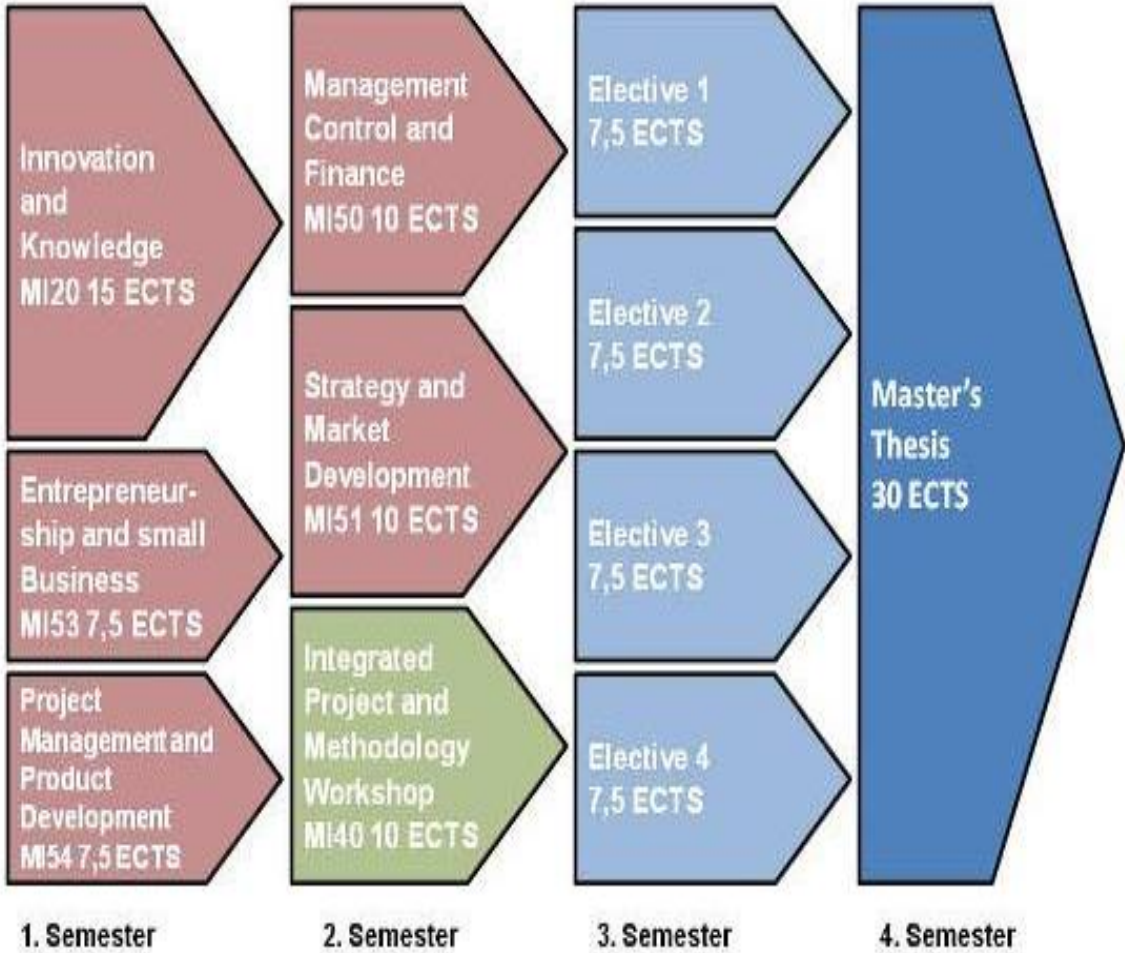 Innovation
and
Knowledge
MI20 15 ECTS
Entrepreneur-
ship and small
Business
MI53 7,5 ECTS
Project
Management and
Product
Development
MI54 7,5 ECTS
1. Semester
Management
Control and
Finance
MI50 10 ECTS
Strategy and
Market
Development
MI51 10 ECTS
Integrated
Project and
Methodology
Workshop
MI40 10 ECTS
2. Semester
Elective 1
7,5 ECTS
Elective 2
7,5 ECTS
Elective 3
7,5 ECTS
Elective 4
7,5 ECTS
3. Semester
Master's
Thesis
30 ECTS
4. Semester